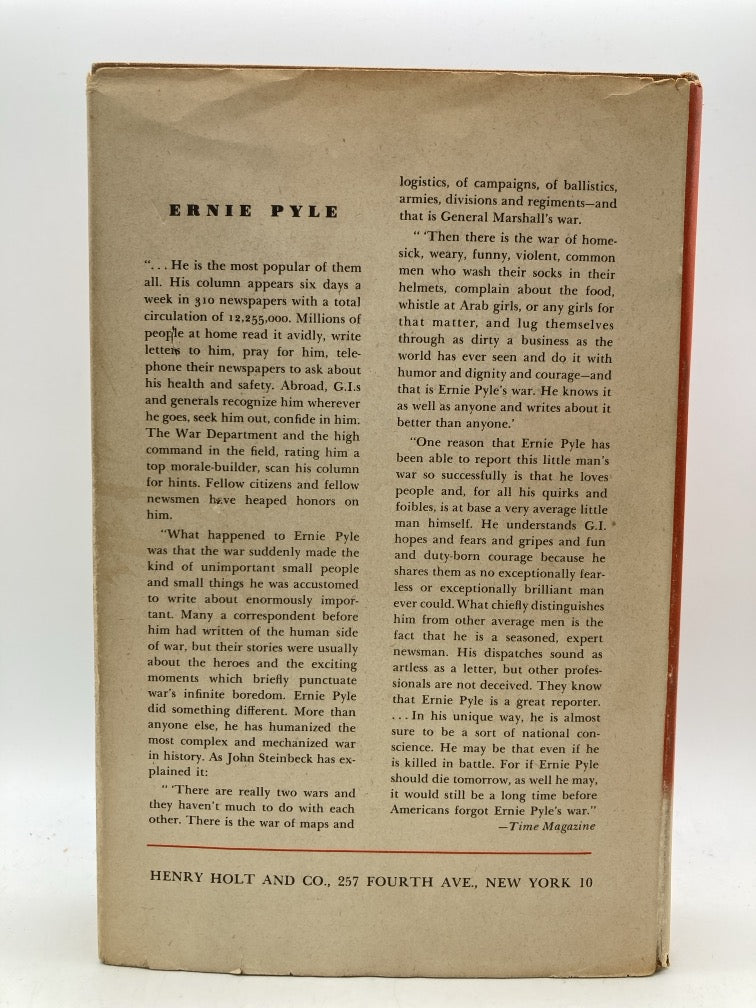 ERNIE PYLE
“. . . He is the most popular of them
all. His column appears six days a
week in 310 newspapers with a total
circulation of 12,255,000. Millions of
people at home read it avidly, write
letters to him, pray for him, tele-
phone their newspapers to ask about
his health and safety. Abroad, G.I.s
and generals recognize him wherever
he goes, seek him out, confide in him.
The War Department and the high
command in the field, rating him a
top morale-builder, scan his column
for hints. Fellow citizens and fellow
newsmen have heaped honors on
him.
“What happened to Ernie Pyle
was that the war suddenly made the
kind of unimportant small people
and small things he was accustomed
to write about enormously impor-
tant. Many a correspondent before
him had written of the human side
of war, but their stories were usually
about the heroes and the exciting
moments which briefly punctuate
war's infinite boredom. Ernie Pyle
did something different. More than
anyone else, he has humanized the
most complex and mechanized war
in history. As John Steinbeck has ex-
plained it:
“ ‘There are really two wars and
they haven't much to do with each
other. There is the war of maps and
logistics, of campaigns, of ballistics,
armies, divisions and regiments—and
that is General Marshall's war.
“ ‘Then there is the war of home-
sick, weary, funny, violent, common
men who wash their socks in their
helmets, complain about the food,
whistle at Arab girls, or any girls for
that matter, and lug themselves
through as dirty a business as the
world has ever seen and do it with
humor and dignity and courage—and
that is Ernie Pyle's war. He knows it
as well as anyone and writes about it
better than anyone.’
“One reason that Ernie Pyle has
been able to report this little man's
war so successfully is that he loves
people and, for all his quirks and
foibles, is at base a very average little
man himself. He understands G.I.
hopes and fears and gripes and fun
and duty-born courage because he
shares them as no exceptionally fear-
less or exceptionally brilliant man
ever could. What chiefly distinguishes
him from other average men is the
fact that he is a seasoned, expert
newsman. His dispatches sound as
artless as a letter, but other profes-
sionals are not deceived. They know
that Ernie Pyle is a great reporter.
. . . In his unique way, he is almost
sure to be a sort of national con-
science. He may be that even if he
is killed in battle. For if Ernie Pyle
should die tomorrow, as well he may,
it would still be a long time before
Americans forgot Ernie Pyle's war.”
—Time Magazine
HENRY HOLT AND CO., 257 FOURTH AVE., NEW YORK 10